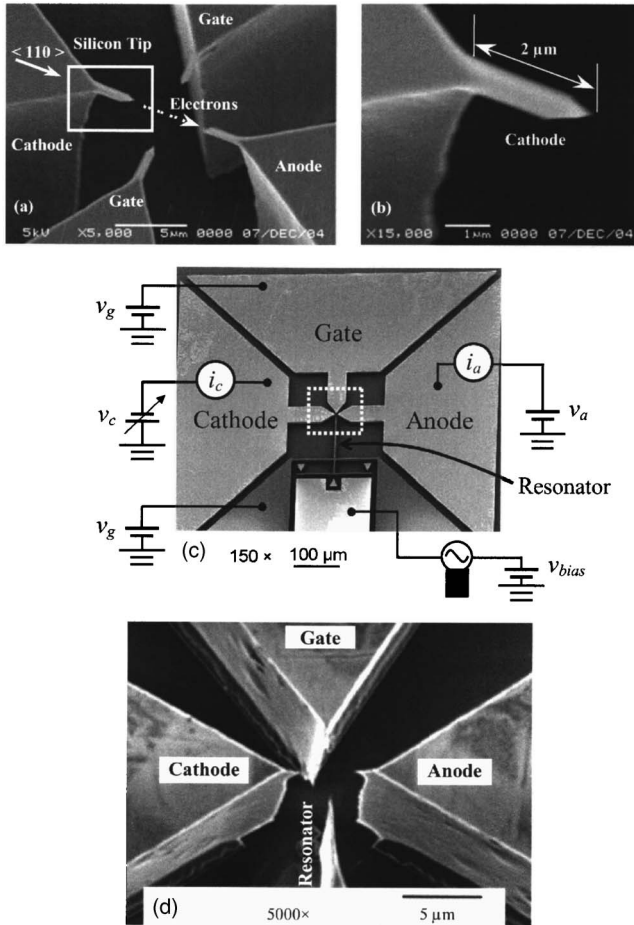 Gate
Silicon Tip
< 110 >
Electrons
Cathode
Anode
Gate
(a)
5kV X5,000 5μm 0000 07/DEC/04
2 μm
Cathode
(b)
X15,000 1μm 0000 07/DEC/04
v_g
Gate
i_c
i_a
v_c
Cathode
Anode
v_a
Resonator
v_g
(c)
150 × 100 μm
v_bias
Gate
Cathode
Anode
Resonator
(d)
5000× 5 μm